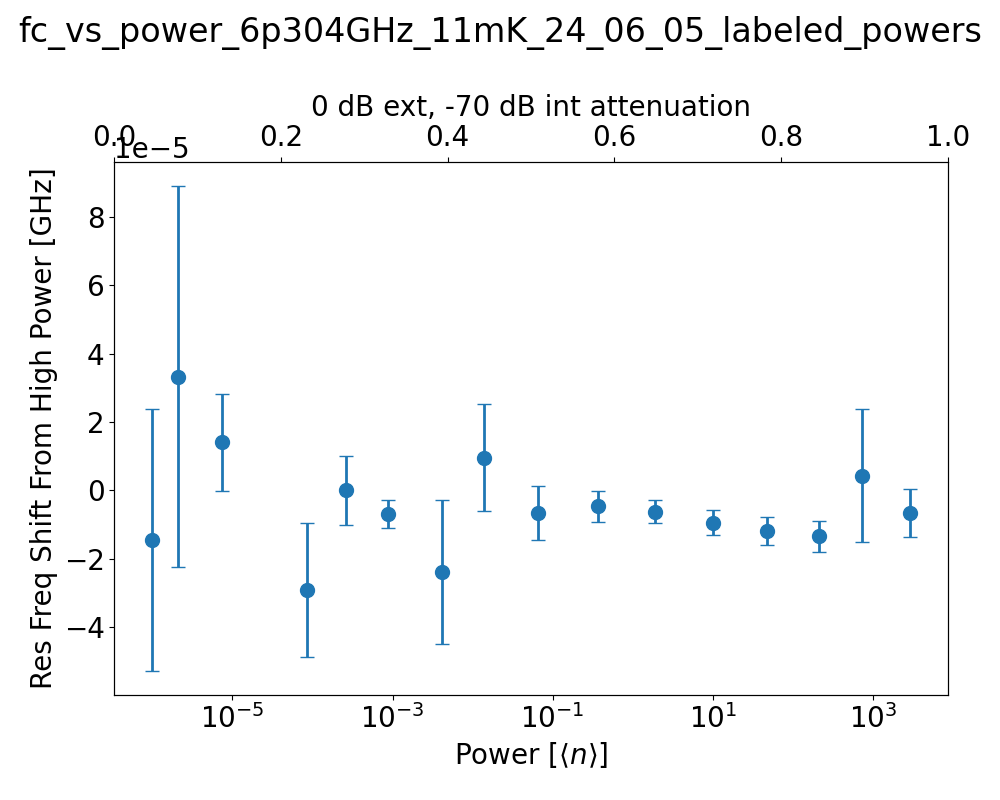 fc_vs_power_6p304GHz_11mK_24_06_05_labeled_powers
0 dB ext, -70 dB int attenuation
0.0 0.2 0.4 0.6 0.8 1.0
1e−5
Res Freq Shift From High Power [GHz]
8
6
4
2
0
−2
−4
10⁻⁵ 10⁻³ 10⁻¹ 10¹ 10³
Power [⟨n⟩]